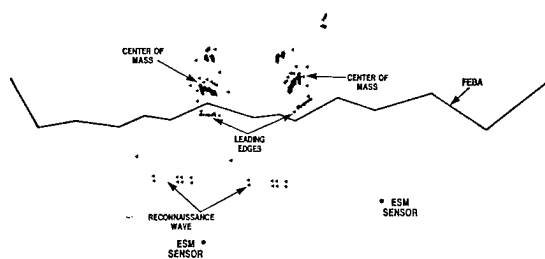 CENTER OF
MASS
CENTER OF
MASS
FEBA
LEADING
EDGES
RECONNAISSANCE
WAVE
ESM
SENSOR
ESM
SENSOR